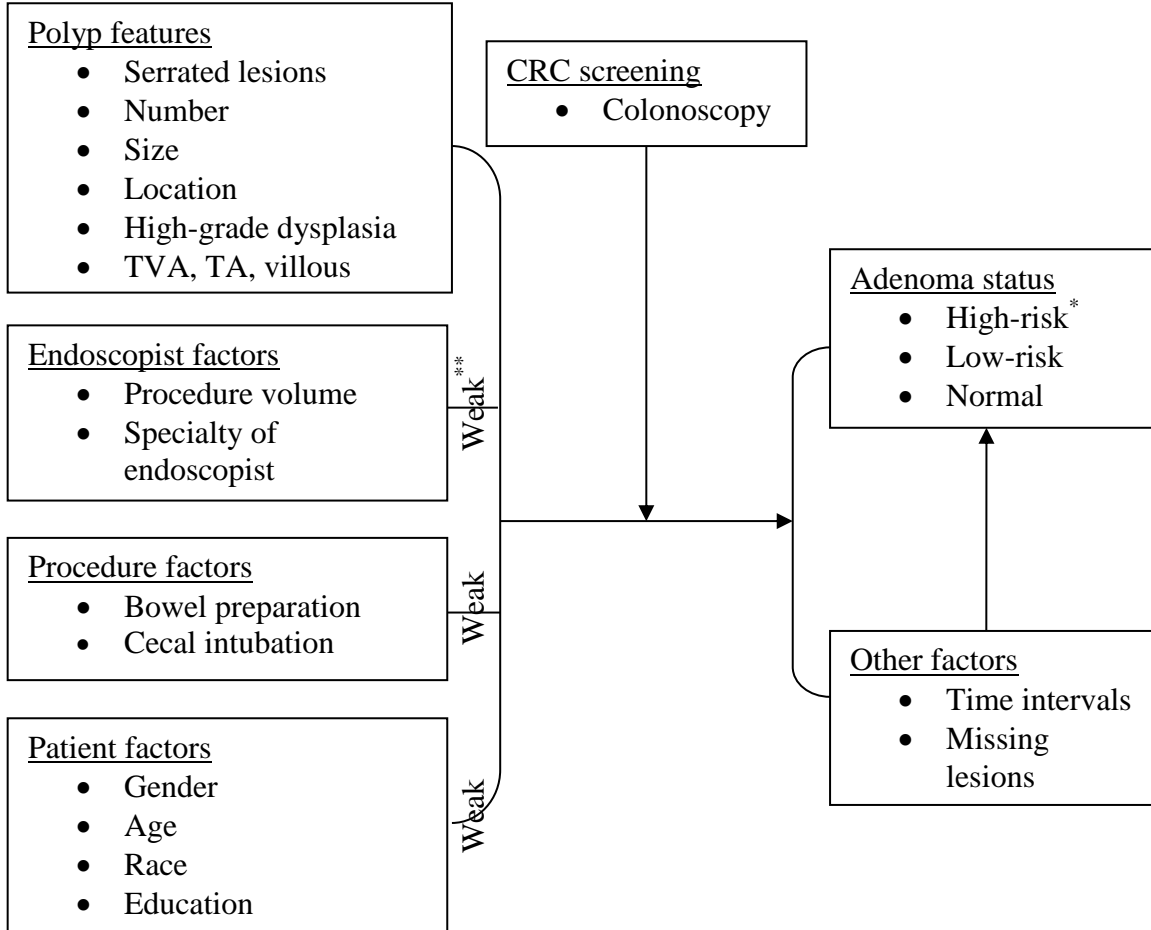 Polyp features
• Serrated lesions
• Number
• Size
• Location
• High-grade dysplasia
• TVA, TA, villous
CRC screening
• Colonoscopy
Endoscopist factors
• Procedure volume
• Specialty of
endoscopist
Weak**
Procedure factors
• Bowel preparation
• Cecal intubation
Weak
Patient factors
• Gender
• Age
• Race
• Education
Weak
Adenoma status
• High-risk*
• Low-risk
• Normal
Other factors
• Time intervals
• Missing
lesions